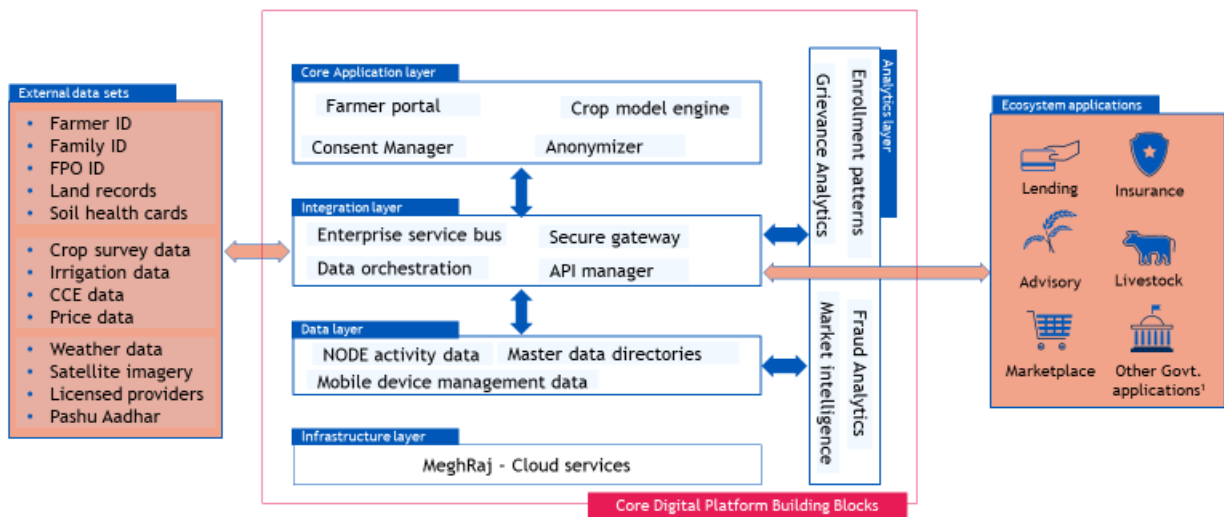 External data sets
• Farmer ID
• Family ID
• FPO ID
• Land records
• Soil health cards
• Crop survey data
• Irrigation data
• CCE data
• Price data
• Weather data
• Satellite imagery
• Licensed providers
• Pashu Aadhar
Core Application layer
Farmer portal
Crop model engine
Consent Manager
Anonymizer
Integration layer
Enterprise service bus
Secure gateway
Data orchestration
API manager
Data layer
NODE activity data
Master data directories
Mobile device management data
Infrastructure layer
MeghRaj - Cloud services
Analytics layer
Enrollment patterns
Grievance Analytics
Fraud Analytics
Market intelligence
Core Digital Platform Building Blocks
Ecosystem applications
Lending
Insurance
Advisory
Livestock
Marketplace
Other Govt.
applications¹